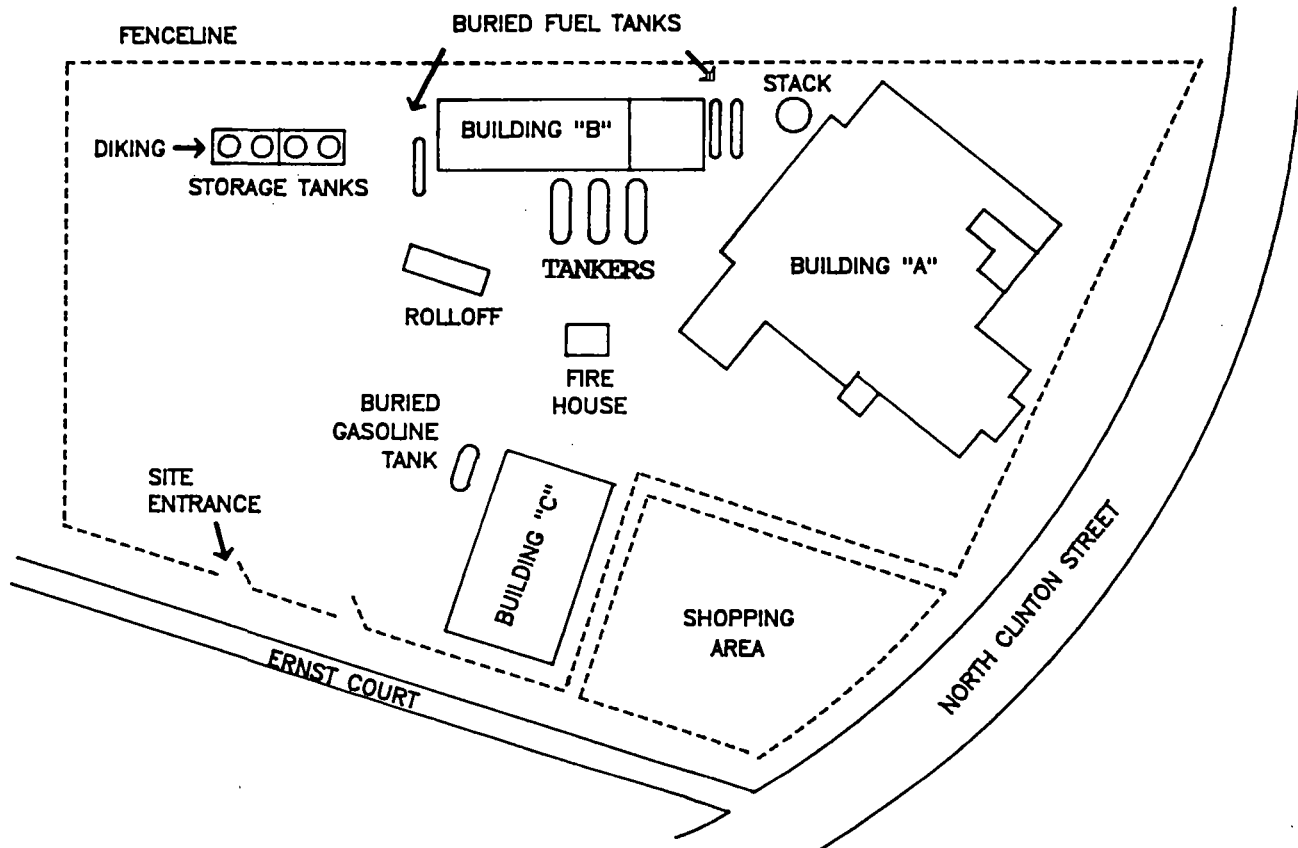 BURIED FUEL TANKS
FENCELINE
STACK
BUILDING "B"
DIKING
STORAGE TANKS
TANKERS
BUILDING "A"
ROLLOFF
FIRE
HOUSE
BURIED
GASOLINE
TANK
SITE
ENTRANCE
BUILDING "C"
SHOPPING
AREA
NORTH CLINTON STREET
ERNST COURT